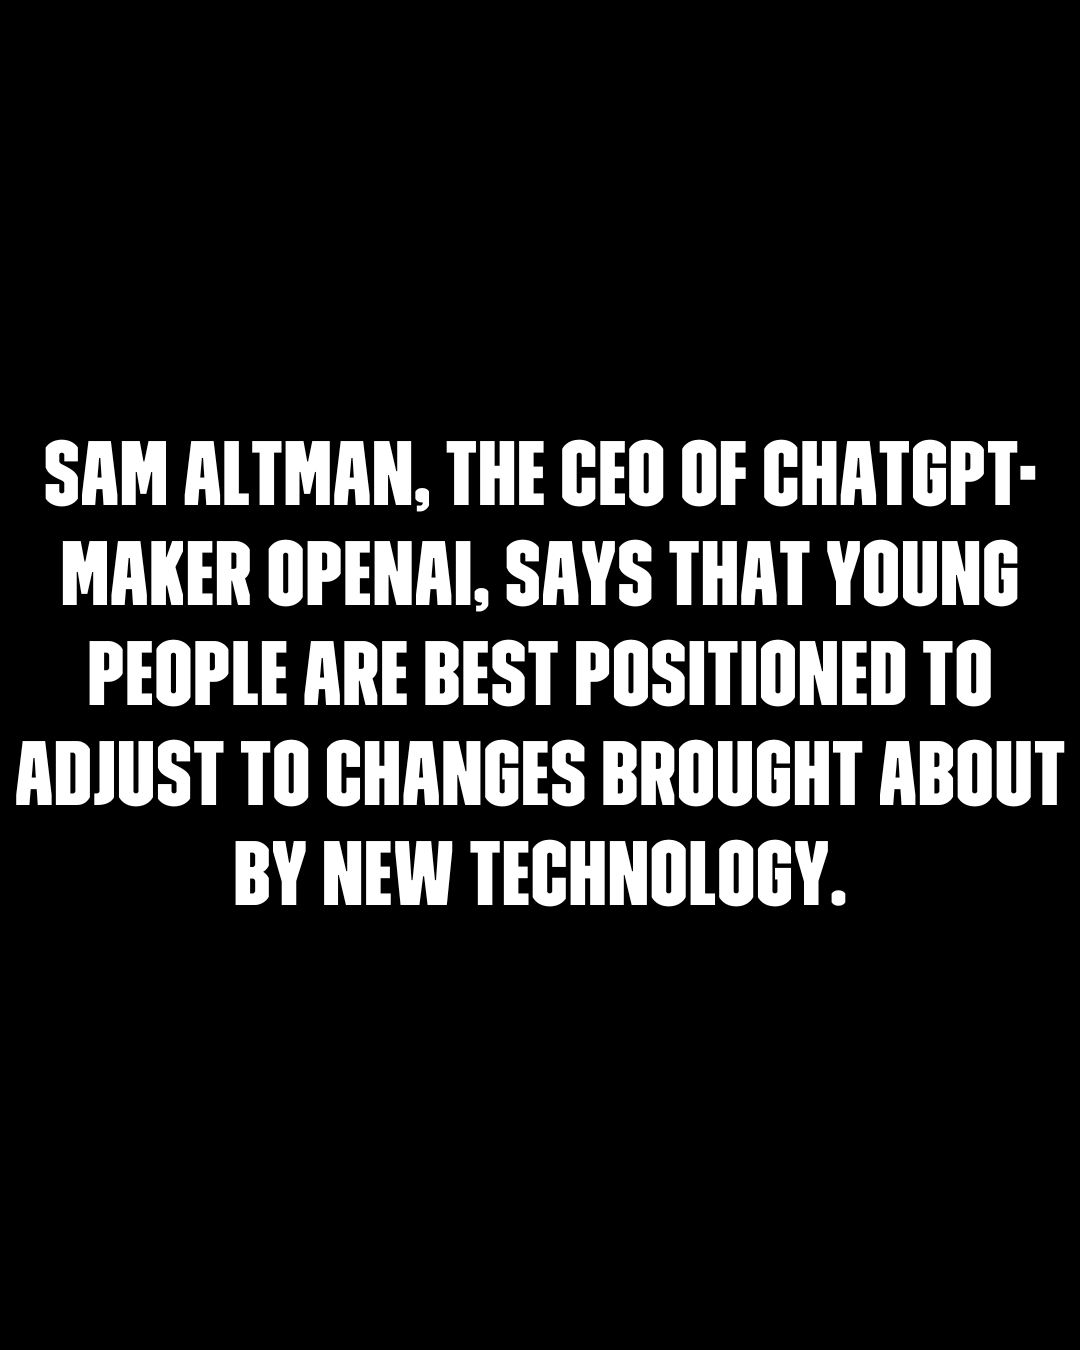 SAM ALTMAN, THE CEO OF CHATGPT-
MAKER OPENAI, SAYS THAT YOUNG
PEOPLE ARE BEST POSITIONED TO
ADJUST TO CHANGES BROUGHT ABOUT
BY NEW TECHNOLOGY.